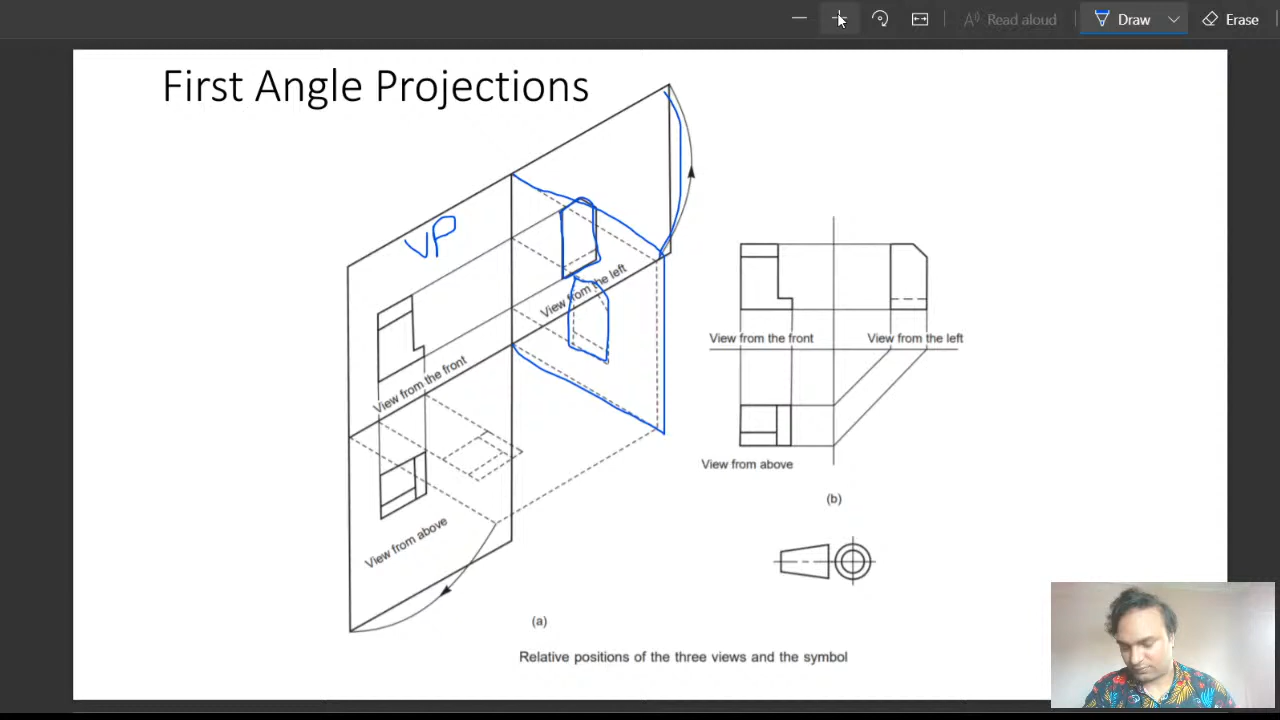 Read aloud
Draw
Erase
First Angle Projections
VP
View from the left
View from the front
View from the front
View from the left
View from above
View from above
(b)
(a)
Relative positions of the three views and the symbol